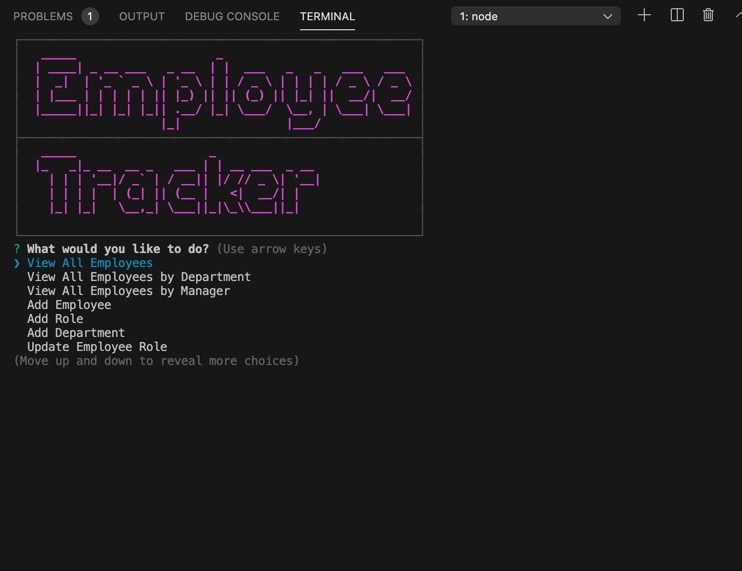 PROBLEMS 1 OUTPUT DEBUG CONSOLE TERMINAL 1: node
Employee
Tracker
? What would you like to do? (Use arrow keys)
❯ View All Employees
View All Employees by Department
View All Employees by Manager
Add Employee
Add Role
Add Department
Update Employee Role
(Move up and down to reveal more choices)